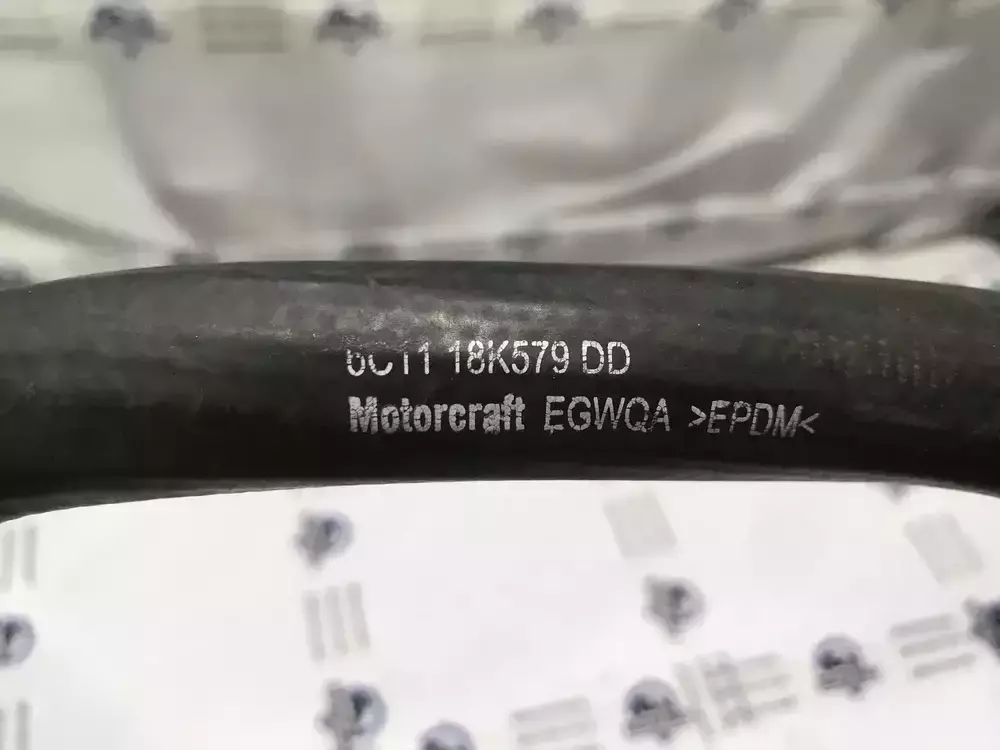 6C11 18K579 DD
Motorcraft EGWQA >EPDM<